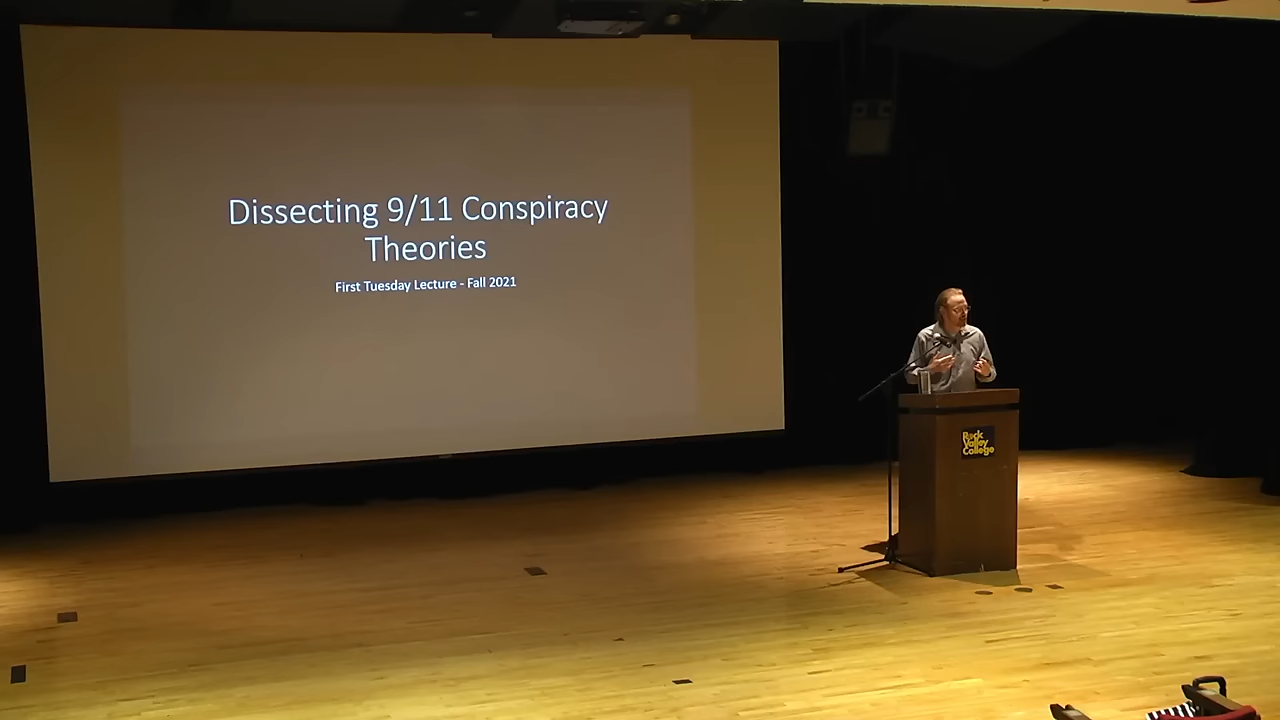 Dissecting 9/11 Conspiracy
Theories
First Tuesday Lecture - Fall 2021
Rock
Valley
College